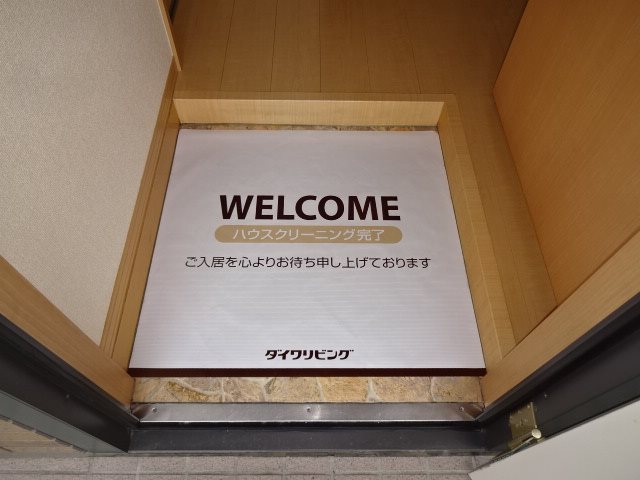 WELCOME
ハウスクリーニング完了
ご入居を心よりお待ち申し上げております
ダイワリビング